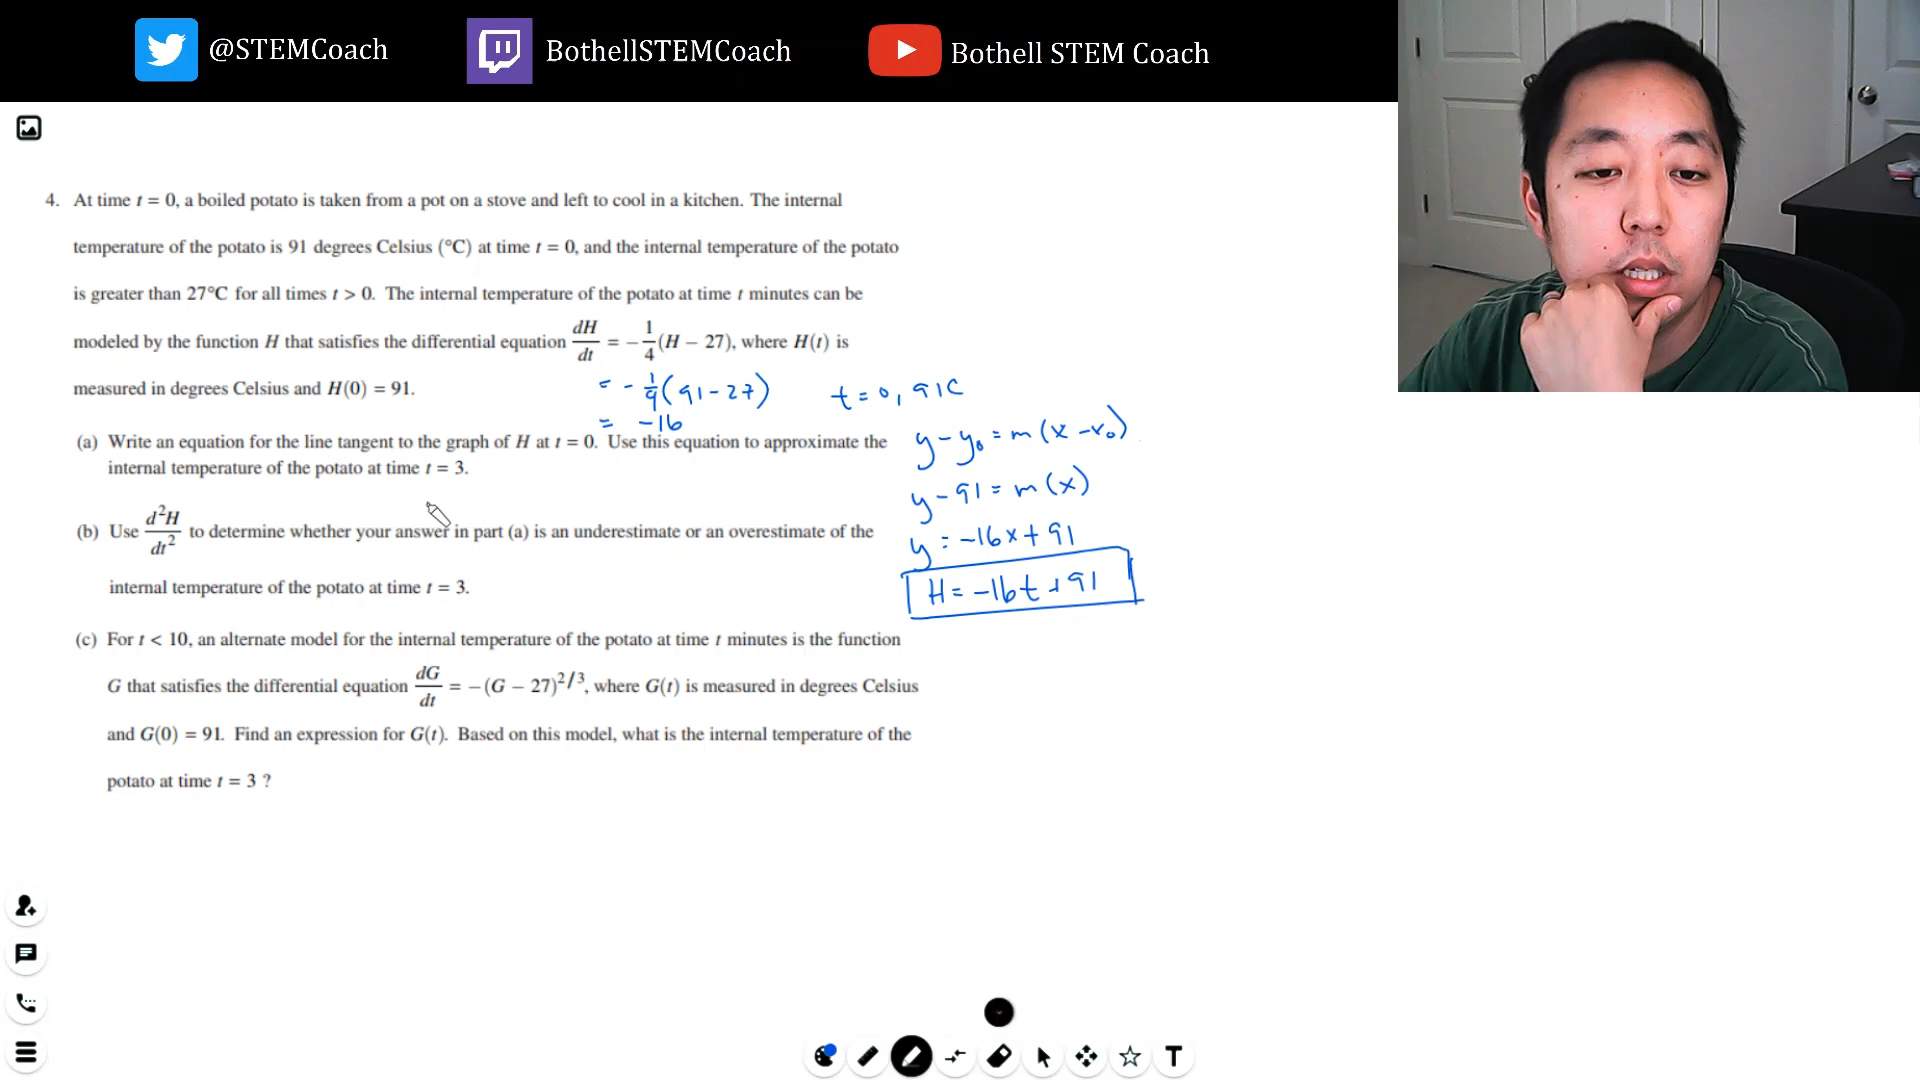 @STEMCoach BothellSTEMCoach Bothell STEM Coach
4. At time t = 0, a boiled potato is taken from a pot on a stove and left to cool in a kitchen. The internal
temperature of the potato is 91 degrees Celsius (°C) at time t = 0, and the internal temperature of the potato
is greater than 27°C for all times t > 0. The internal temperature of the potato at time t minutes can be
modeled by the function H that satisfies the differential equation dH/dt = -1/4(H - 27), where H(t) is
measured in degrees Celsius and H(0) = 91.
= - 1/4 (91-27)
= -16
t=0, 91C
(a) Write an equation for the line tangent to the graph of H at t = 0. Use this equation to approximate the
internal temperature of the potato at time t = 3.
(b) Use d²H/dt² to determine whether your answer in part (a) is an underestimate or an overestimate of the
internal temperature of the potato at time t = 3.
(c) For t < 10, an alternate model for the internal temperature of the potato at time t minutes is the function
G that satisfies the differential equation dG/dt = -(G - 27)^2/3, where G(t) is measured in degrees Celsius
and G(0) = 91. Find an expression for G(t). Based on this model, what is the internal temperature of the
potato at time t = 3 ?
y-y₀=m(x-x₀)
y-91=m(x)
y=-16x+91
H=-16t+91
T